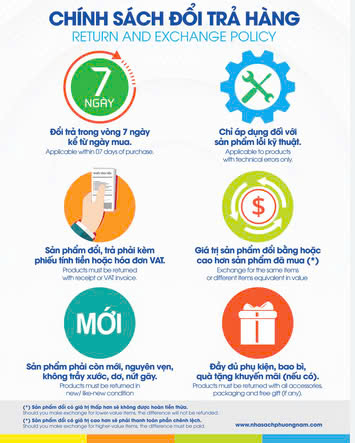 CHÍNH SÁCH ĐỔI TRẢ HÀNG
RETURN AND EXCHANGE POLICY
7
NGÀY
Đổi trả trong vòng 7 ngày
kể từ ngày mua.
Applicable within 07 days of purchase.
Chỉ áp dụng đối với
sản phẩm lỗi kỹ thuật.
Applicable to products
with technical errors only.
Sản phẩm đổi, trả phải kèm
phiếu tính tiền hoặc hóa đơn VAT.
Products must be returned
with receipt or VAT invoice.
$
Giá trị sản phẩm đổi bằng hoặc
cao hơn sản phẩm đã mua (*)
Exchange for the same items
or different items equivalent in value
MỚI
Sản phẩm phải còn mới, nguyên vẹn,
không trầy xước, dơ, nứt gãy.
Products must be returned in
new/ like-new condition
Đầy đủ phụ kiện, bao bì,
quà tặng khuyến mãi (nếu có).
Products must be returned with all accessories,
packaging and free gift (if any).
(*) Sản phẩm đổi có giá trị thấp hơn sẽ không được hoàn tiền thừa.
Should you make exchange for lower-value items, the difference will not be refunded.
(*) Sản phẩm đổi có giá trị cao hơn sẽ phải thanh toán phần chênh lệch.
Should you make exchange for higher-value items, the difference must be paid.
www.nhasachphuongnam.com